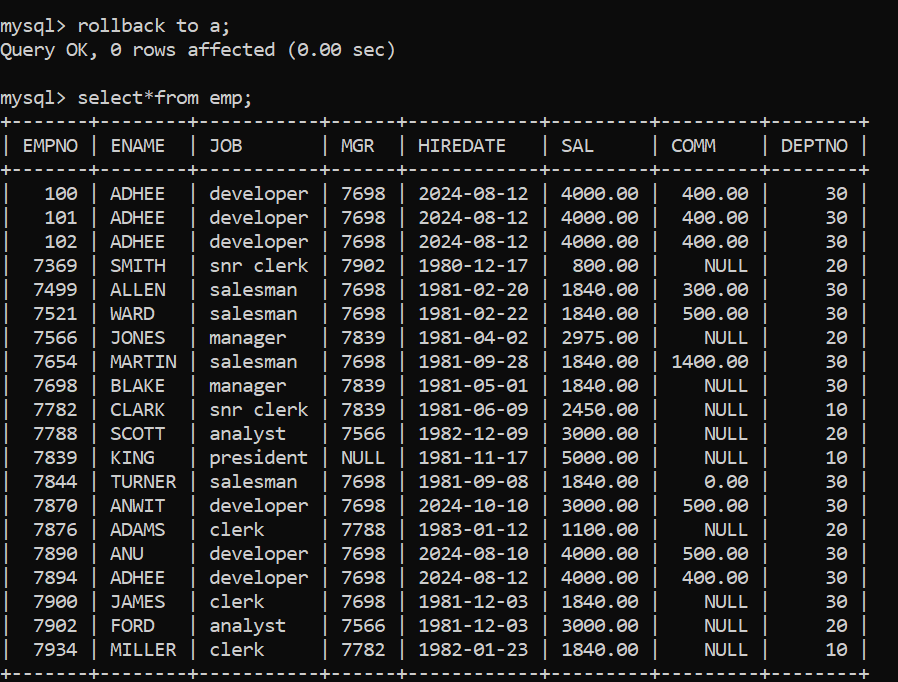 mysql> rollback to a;
Query OK, 0 rows affected (0.00 sec)
mysql> select*from emp;
+-------+--------+-----------+------+------------+---------+---------+--------+
| EMPNO | ENAME  | JOB       | MGR  | HIREDATE   | SAL     | COMM    | DEPTNO |
+-------+--------+-----------+------+------------+---------+---------+--------+
|   100 | ADHEE  | developer | 7698 | 2024-08-12 | 4000.00 |  400.00 |     30 |
|   101 | ADHEE  | developer | 7698 | 2024-08-12 | 4000.00 |  400.00 |     30 |
|   102 | ADHEE  | developer | 7698 | 2024-08-12 | 4000.00 |  400.00 |     30 |
|  7369 | SMITH  | snr clerk | 7902 | 1980-12-17 |  800.00 |    NULL |     20 |
|  7499 | ALLEN  | salesman  | 7698 | 1981-02-20 | 1840.00 |  300.00 |     30 |
|  7521 | WARD   | salesman  | 7698 | 1981-02-22 | 1840.00 |  500.00 |     30 |
|  7566 | JONES  | manager   | 7839 | 1981-04-02 | 2975.00 |    NULL |     20 |
|  7654 | MARTIN | salesman  | 7698 | 1981-09-28 | 1840.00 | 1400.00 |     30 |
|  7698 | BLAKE  | manager   | 7839 | 1981-05-01 | 1840.00 |    NULL |     30 |
|  7782 | CLARK  | snr clerk | 7839 | 1981-06-09 | 2450.00 |    NULL |     10 |
|  7788 | SCOTT  | analyst   | 7566 | 1982-12-09 | 3000.00 |    NULL |     20 |
|  7839 | KING   | president | NULL | 1981-11-17 | 5000.00 |    NULL |     10 |
|  7844 | TURNER | salesman  | 7698 | 1981-09-08 | 1840.00 |    0.00 |     30 |
|  7870 | ANWIT  | developer | 7698 | 2024-10-10 | 3000.00 |  500.00 |     30 |
|  7876 | ADAMS  | clerk     | 7788 | 1983-01-12 | 1100.00 |    NULL |     20 |
|  7890 | ANU    | developer | 7698 | 2024-08-10 | 4000.00 |  500.00 |     30 |
|  7894 | ADHEE  | developer | 7698 | 2024-08-12 | 4000.00 |  400.00 |     30 |
|  7900 | JAMES  | clerk     | 7698 | 1981-12-03 | 1840.00 |    NULL |     30 |
|  7902 | FORD   | analyst   | 7566 | 1981-12-03 | 3000.00 |    NULL |     20 |
|  7934 | MILLER | clerk     | 7782 | 1982-01-23 | 1840.00 |    NULL |     10 |
+-------+--------+-----------+------+------------+---------+---------+--------+